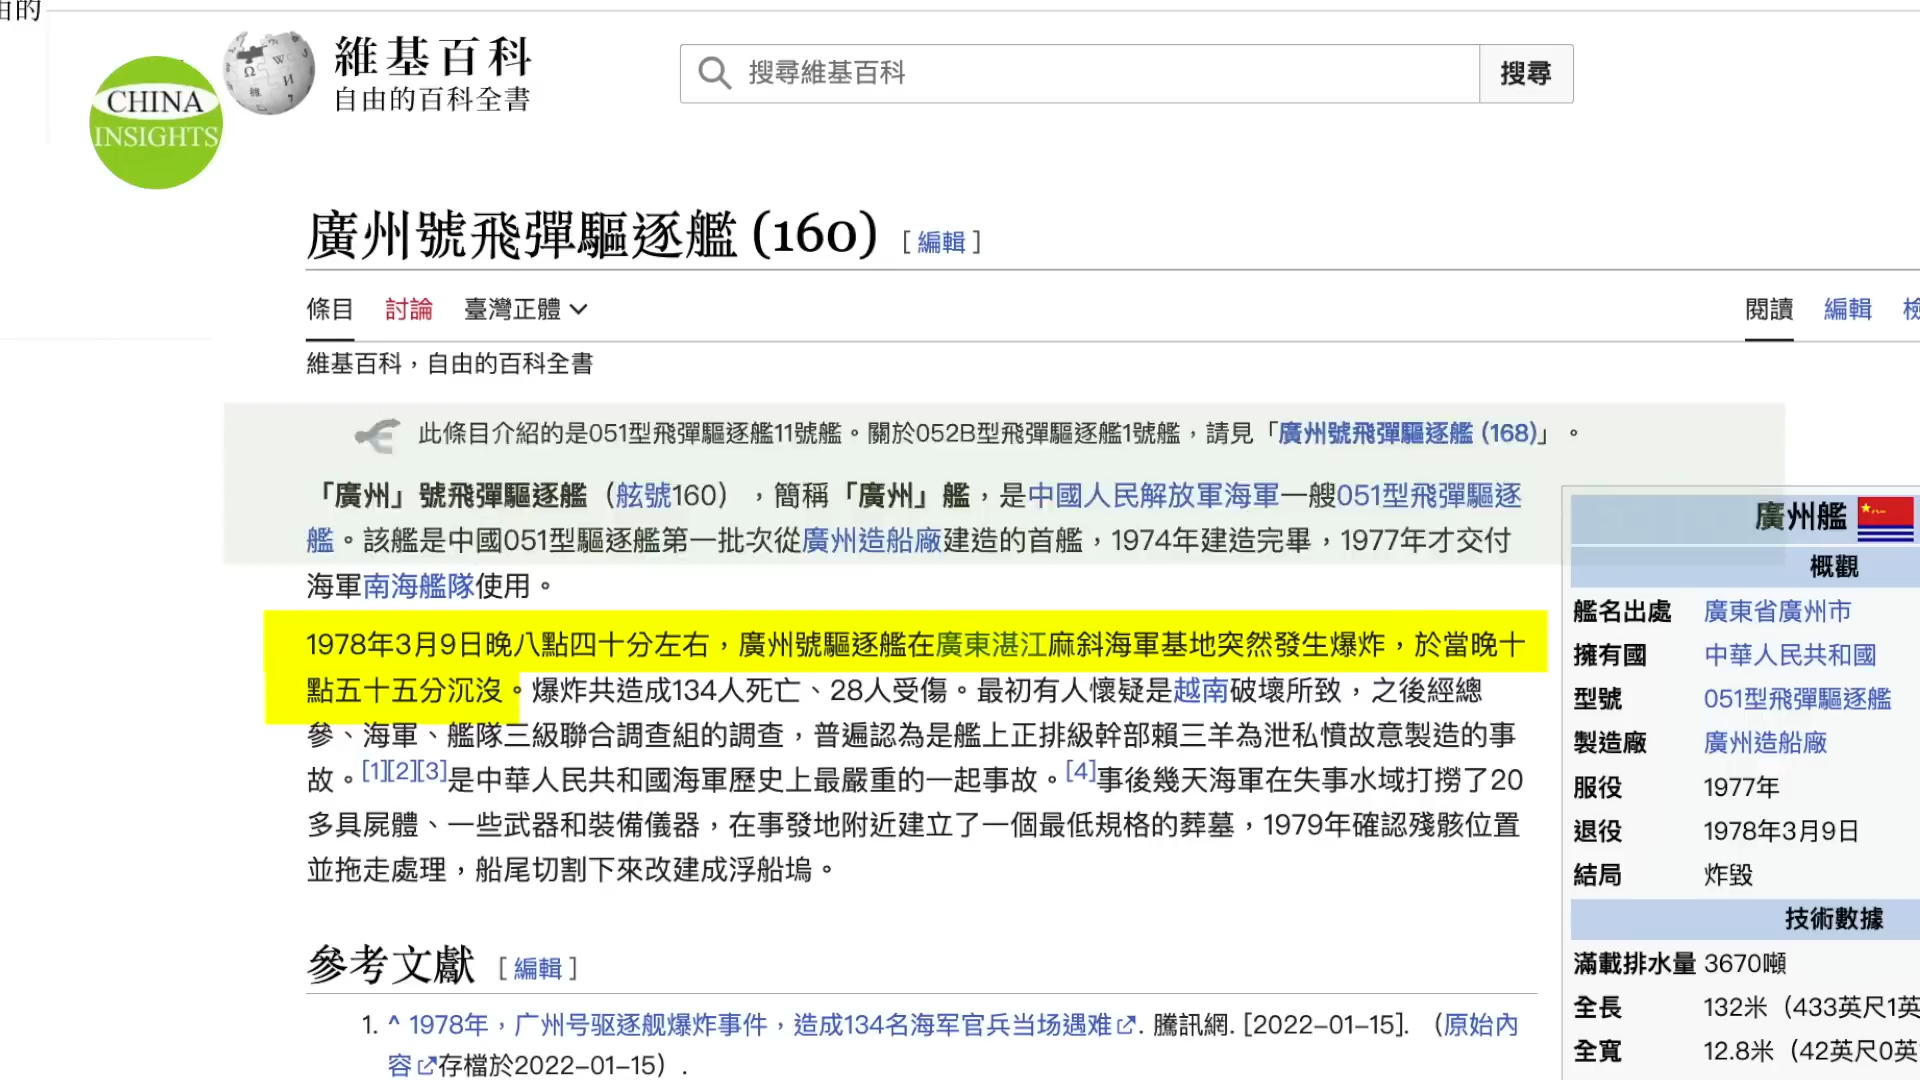 由的
CHINA
INSIGHTS
維基百科
自由的百科全書
搜尋維基百科
搜尋
廣州號飛彈驅逐艦 (160) [ 編輯 ]
條目 討論 臺灣正體
閱讀 編輯 檢
維基百科，自由的百科全書
此條目介紹的是051型飛彈驅逐艦11號艦。關於052B型飛彈驅逐艦1號艦，請見「廣州號飛彈驅逐艦 (168)」。
「廣州」號飛彈驅逐艦（舷號160），簡稱「廣州」艦，是中國人民解放軍海軍一艘051型飛彈驅逐
艦。該艦是中國051型驅逐艦第一批次從廣州造船廠建造的首艦，1974年建造完畢，1977年才交付
海軍南海艦隊使用。
1978年3月9日晚八點四十分左右，廣州號驅逐艦在廣東湛江麻斜海軍基地突然發生爆炸，於當晚十
點五十五分沉沒。爆炸共造成134人死亡、28人受傷。最初有人懷疑是越南破壞所致，之後經總
參、海軍、艦隊三級聯合調查組的調查，普遍認為是艦上正排級幹部賴三羊為泄私憤故意製造的事
故。[1][2][3]是中華人民共和國海軍歷史上最嚴重的一起事故。[4]事後幾天海軍在失事水域打撈了20
多具屍體、一些武器和裝備儀器，在事發地附近建立了一個最低規格的葬墓，1979年確認殘骸位置
並拖走處理，船尾切割下來改建成浮船塢。
參考文獻 [ 編輯 ]
1. ^ 1978年，广州号驱逐舰爆炸事件，造成134名海军官兵当场遇难. 騰訊網. [2022-01-15]. （原始內
容存檔於2022-01-15）.
廣州艦
概觀
艦名出處 廣東省廣州市
擁有國 中華人民共和國
型號 051型飛彈驅逐艦
製造廠 廣州造船廠
服役 1977年
退役 1978年3月9日
結局 炸毀
技術數據
滿載排水量 3670噸
全長 132米（433英尺1英
全寬 12.8米（42英尺0英